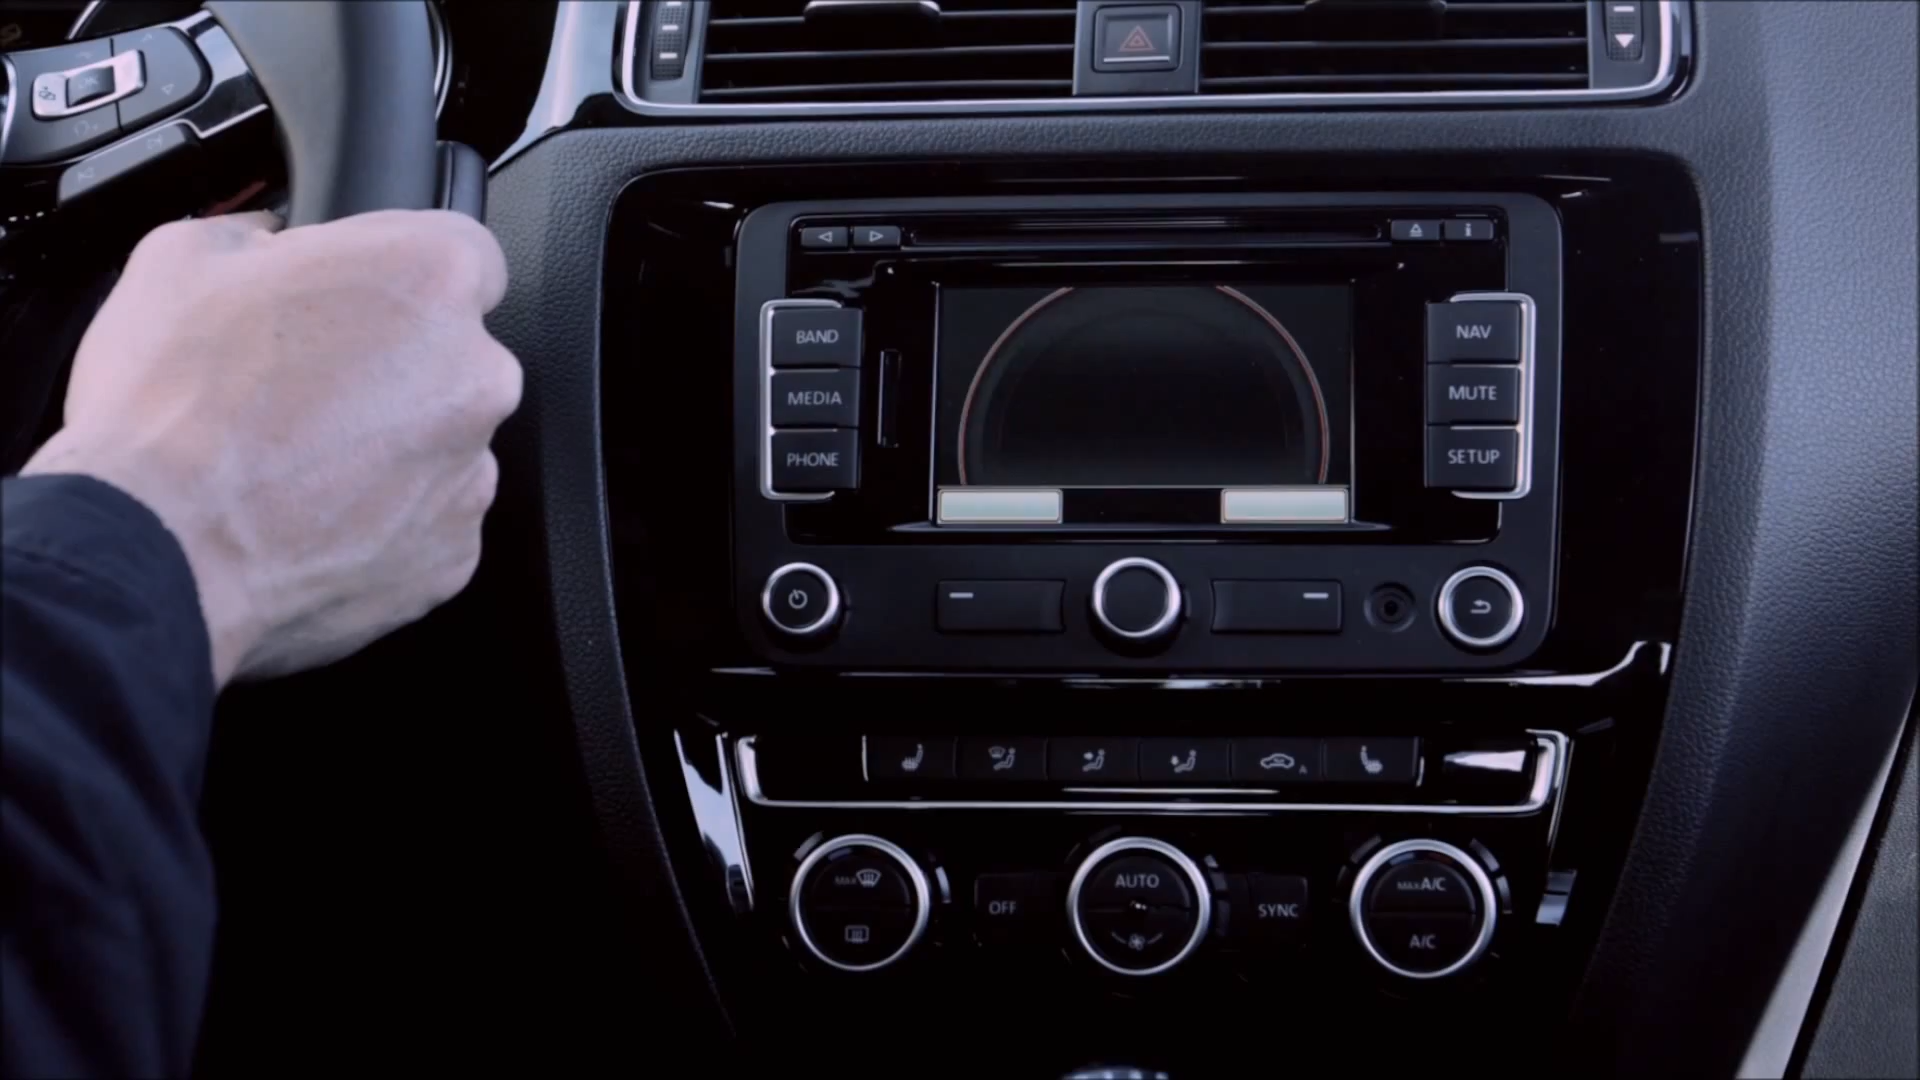 i
BAND
NAV
MEDIA
MUTE
PHONE
SETUP
A
MAX
AUTO
MAX A/C
OFF
SYNC
A/C